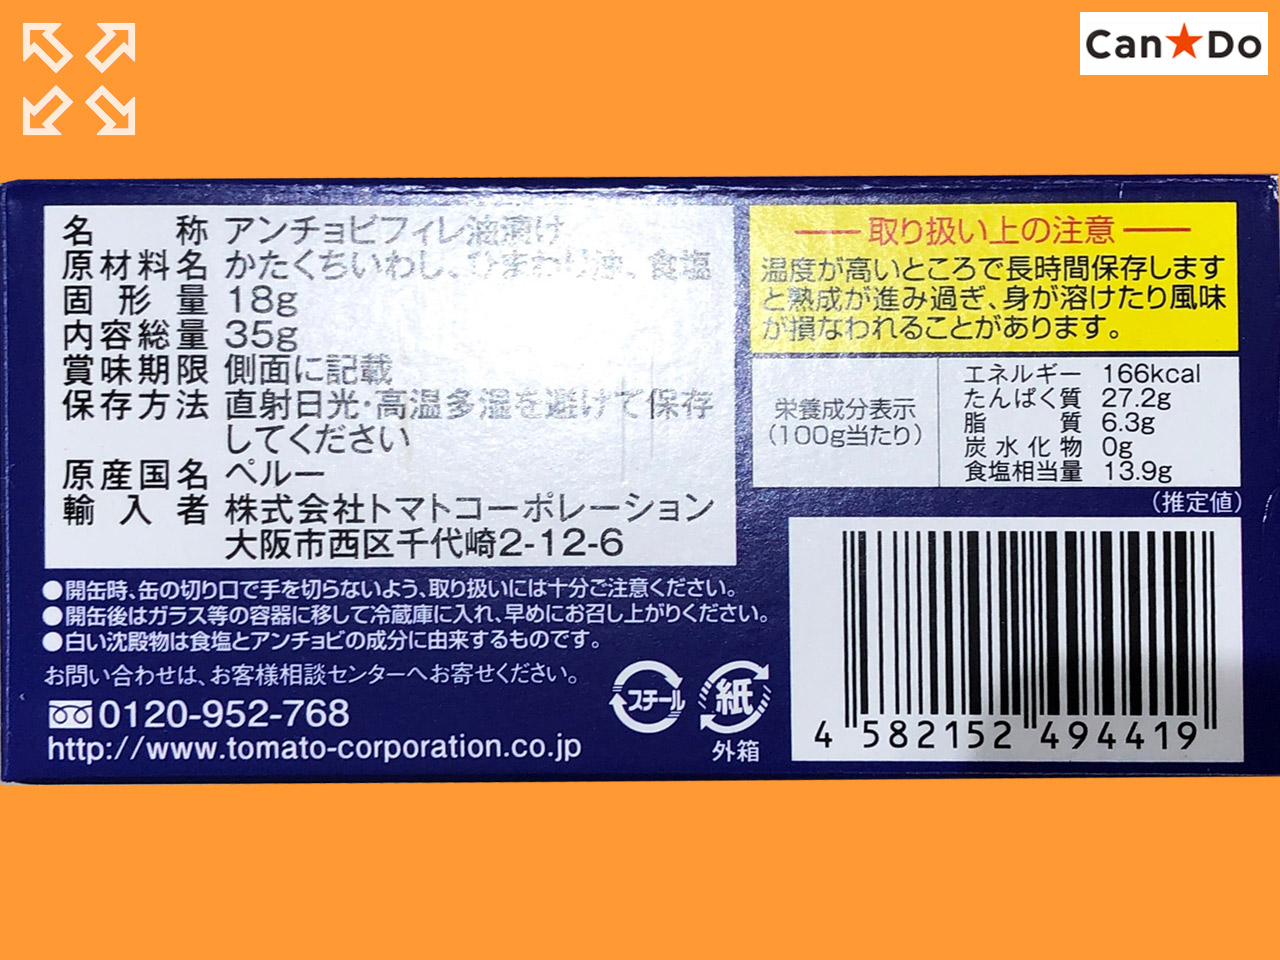 Can★Do
名称 アンチョビフィレ油漬け
原材料名 かたくちいわし、ひまわり油、食塩
固形量 18g
内容総量 35g
賞味期限 側面に記載
保存方法 直射日光・高温多湿を避けて保存
してください
原産国名 ペルー
輸入者 株式会社トマトコーポレーション
大阪市西区千代崎2-12-6
取り扱い上の注意
温度が高いところで長時間保存します
と熟成が進み過ぎ、身が溶けたり風味
が損なわれることがあります。
栄養成分表示
(100g当たり)
エネルギー 166kcal
たんぱく質 27.2g
脂質 6.3g
炭水化物 0g
食塩相当量 13.9g
(推定値)
●開缶時、缶の切り口で手を切らないよう、取り扱いには十分ご注意ください。
●開缶後はガラス等の容器に移して冷蔵庫に入れ、早めにお召し上がりください。
●白い沈殿物は食塩とアンチョビの成分に由来するものです。
お問い合わせは、お客様相談センターへお寄せください。
0120-952-768
http://www.tomato-corporation.co.jp
スチール
紙
外箱
4 582152 494419